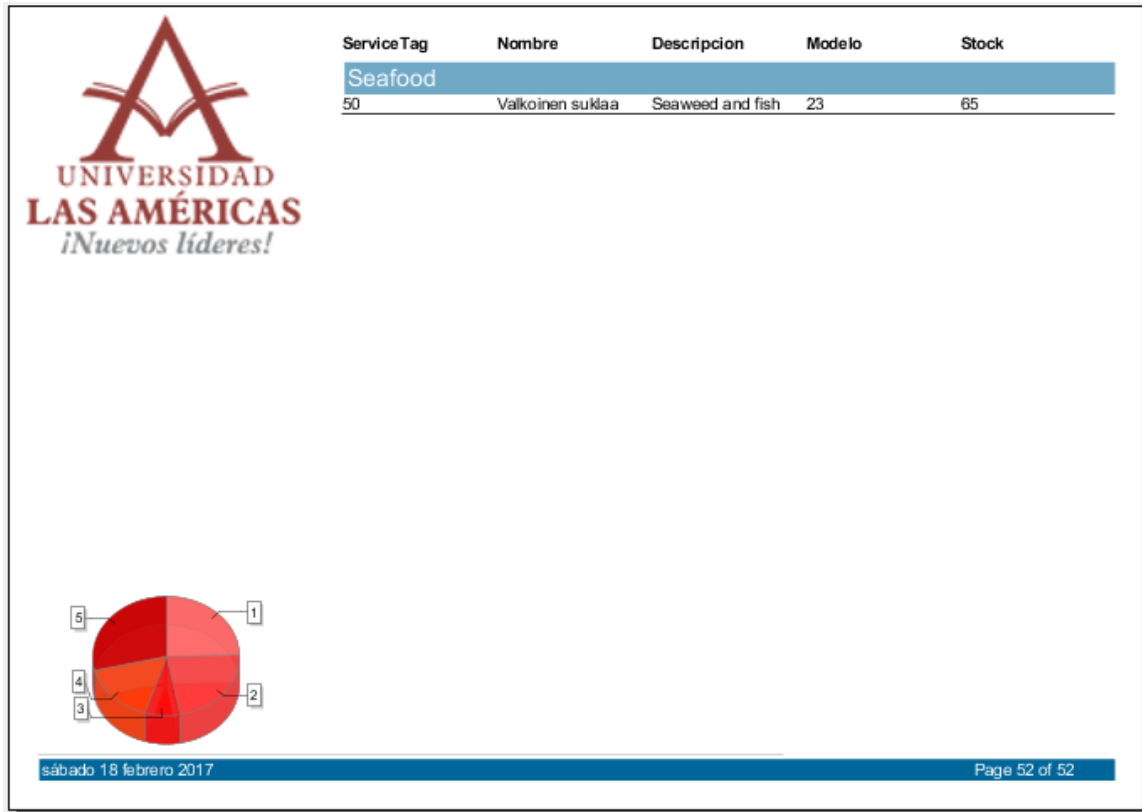 UNIVERSIDAD
LAS AMÉRICAS
¡Nuevos líderes!
ServiceTag Nombre Descripcion Modelo Stock
Seafood
50 Valkoinen suklaa Seaweed and fish 23 65
5
1
4
3
2
sábado 18 febrero 2017 Page 52 of 52